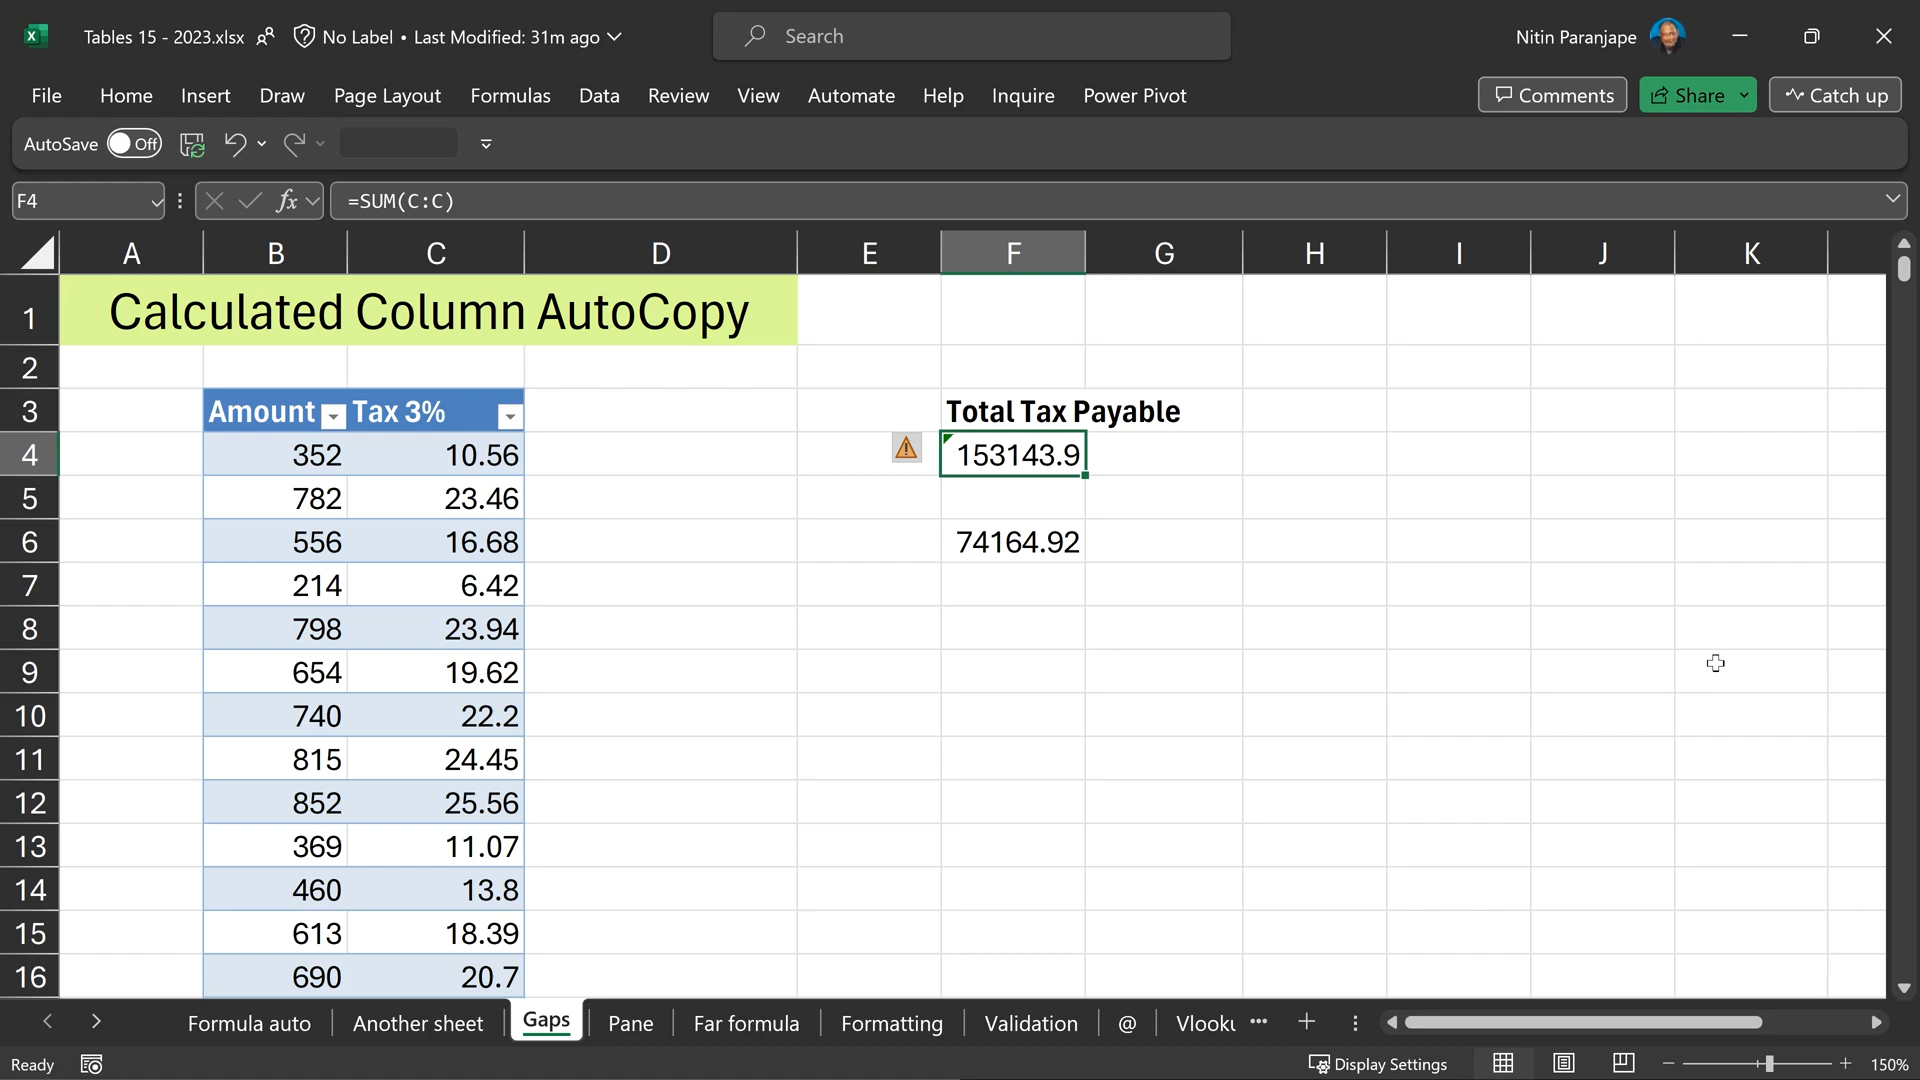 Tables 15 - 2023.xlsx No Label • Last Modified: 31m ago Search Nitin Paranjape
File Home Insert Draw Page Layout Formulas Data Review View Automate Help Inquire Power Pivot Comments Share Catch up
AutoSave Off
F4 fx =SUM(C:C)
A B C D E F G H I J K
1 Calculated Column AutoCopy
2
3 Amount Tax 3% Total Tax Payable
4 352 10.56 153143.9
5 782 23.46
6 556 16.68 74164.92
7 214 6.42
8 798 23.94
9 654 19.62
10 740 22.2
11 815 24.45
12 852 25.56
13 369 11.07
14 460 13.8
15 613 18.39
16 690 20.7
Formula auto Another sheet Gaps Pane Far formula Formatting Validation @ Vlooku ...
Ready Display Settings 150%